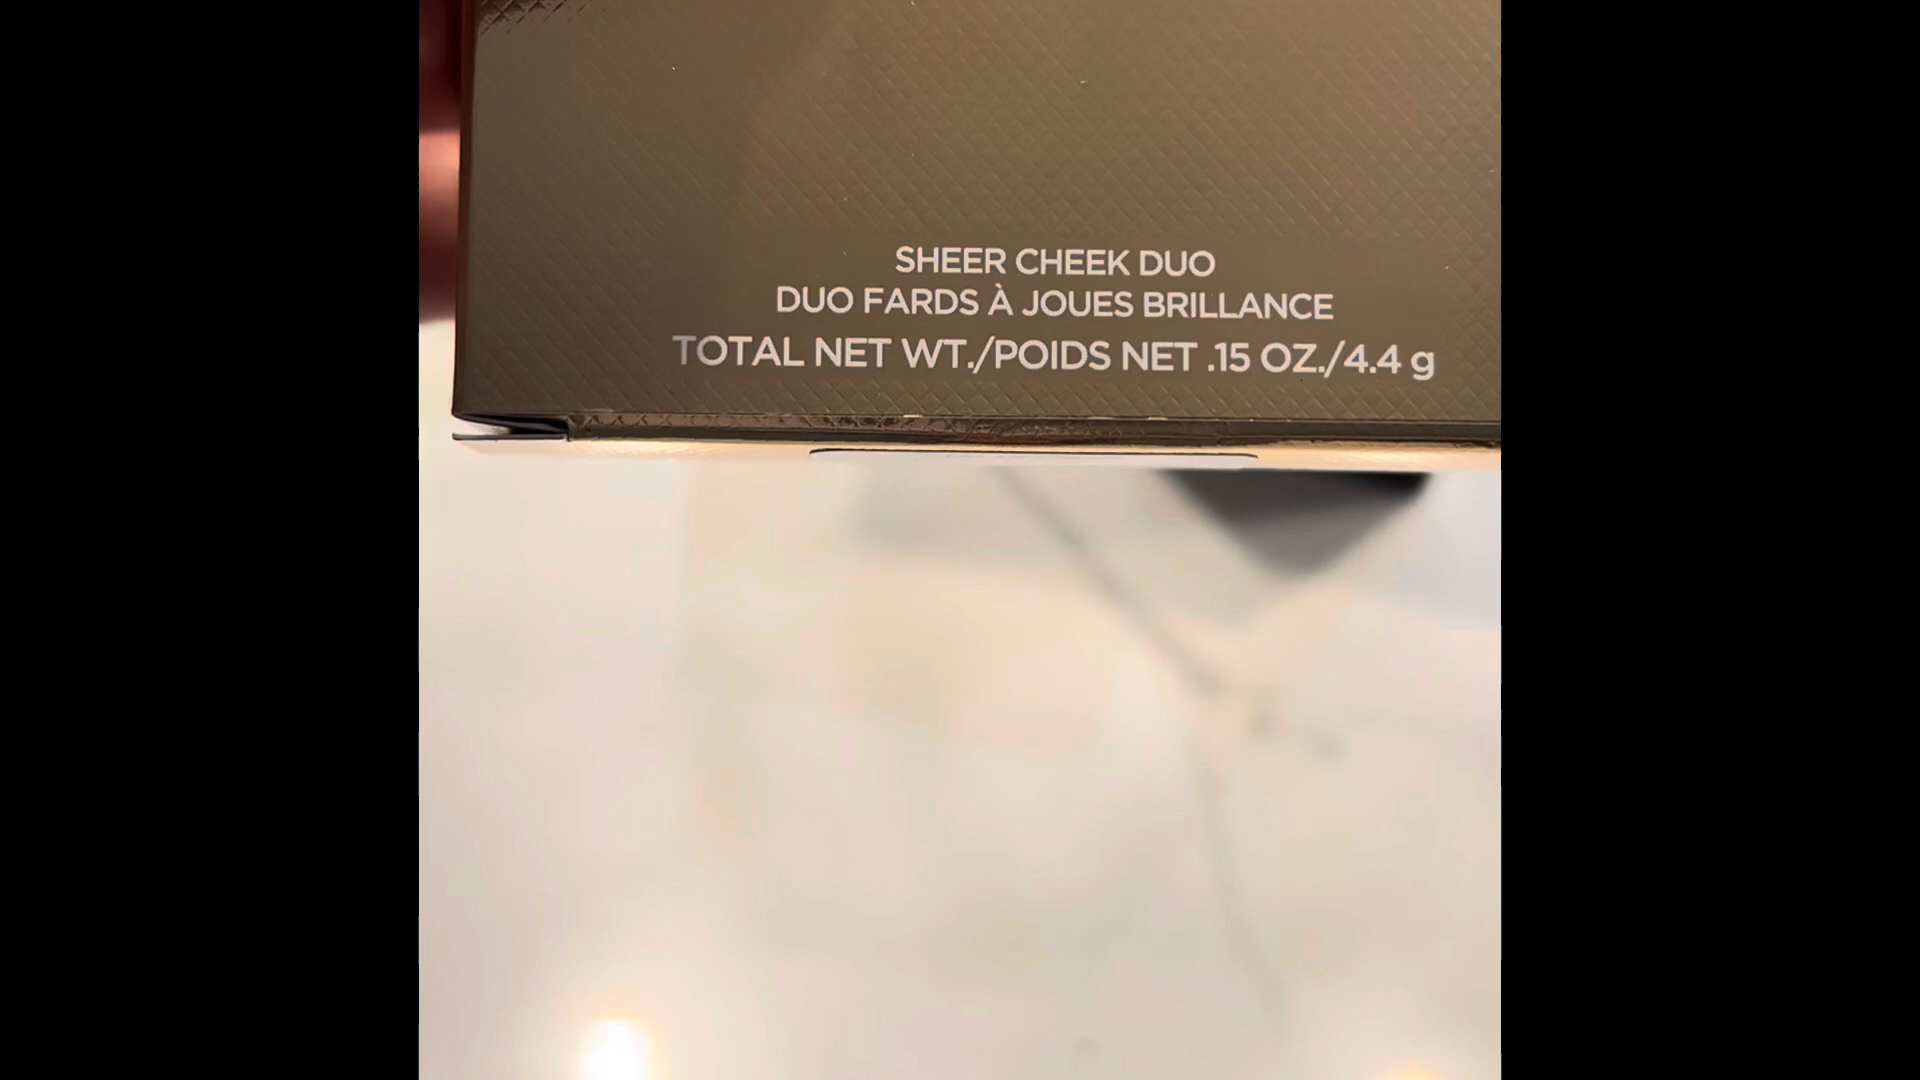 SHEER CHEEK DUO
DUO FARDS À JOUES BRILLANCE
TOTAL NET WT./POIDS NET .15 OZ./4.4 g